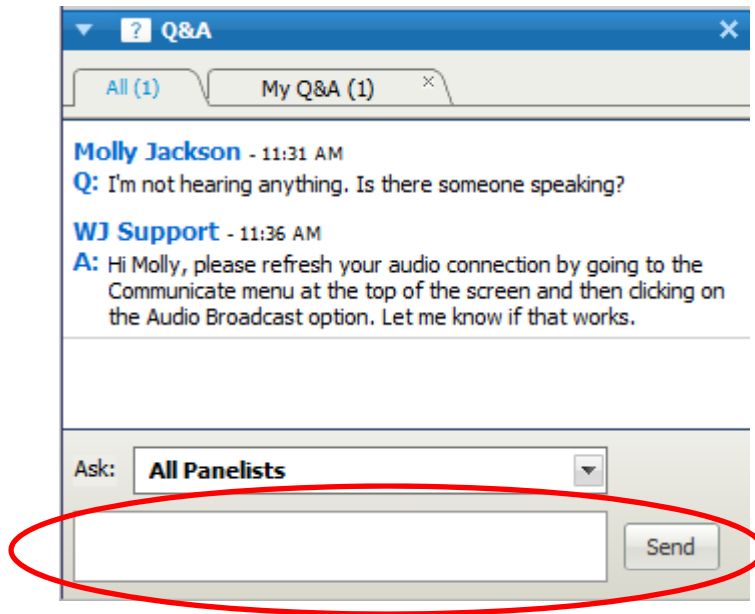 ? Q&A
All (1) My Q&A (1)
Molly Jackson - 11:31 AM
Q: I'm not hearing anything. Is there someone speaking?
WJ Support - 11:36 AM
A: Hi Molly, please refresh your audio connection by going to the
Communicate menu at the top of the screen and then clicking on
the Audio Broadcast option. Let me know if that works.
Ask: All Panelists
Send